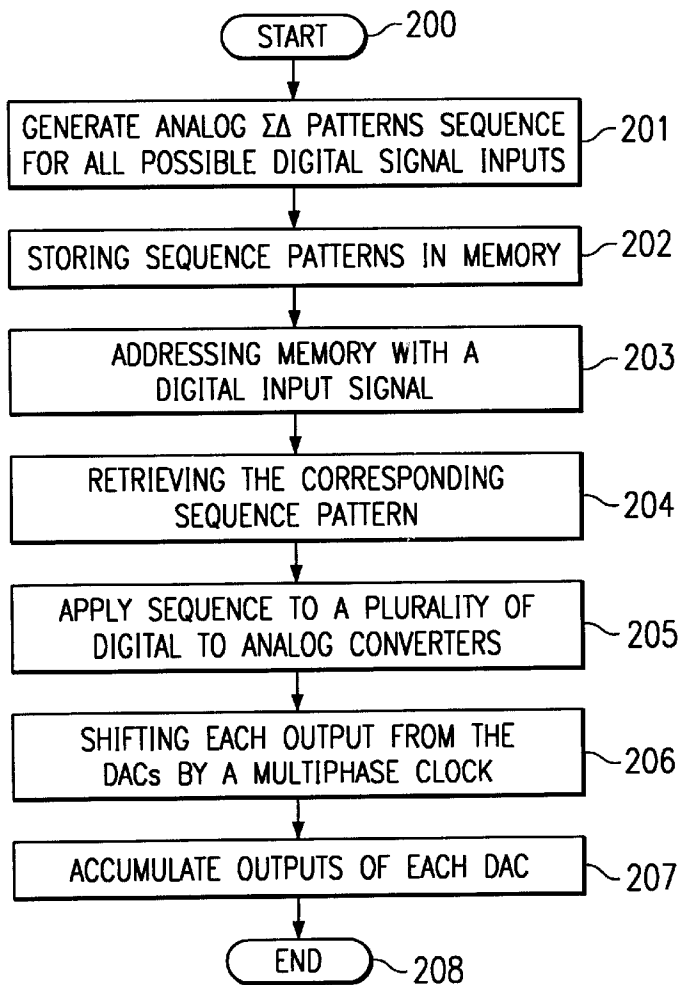 START
200
GENERATE ANALOG ΣΔ PATTERNS SEQUENCE
FOR ALL POSSIBLE DIGITAL SIGNAL INPUTS
201
STORING SEQUENCE PATTERNS IN MEMORY
202
ADDRESSING MEMORY WITH A
DIGITAL INPUT SIGNAL
203
RETRIEVING THE CORRESPONDING
SEQUENCE PATTERN
204
APPLY SEQUENCE TO A PLURALITY OF
DIGITAL TO ANALOG CONVERTERS
205
SHIFTING EACH OUTPUT FROM THE
DACs BY A MULTIPHASE CLOCK
206
ACCUMULATE OUTPUTS OF EACH DAC
207
END
208